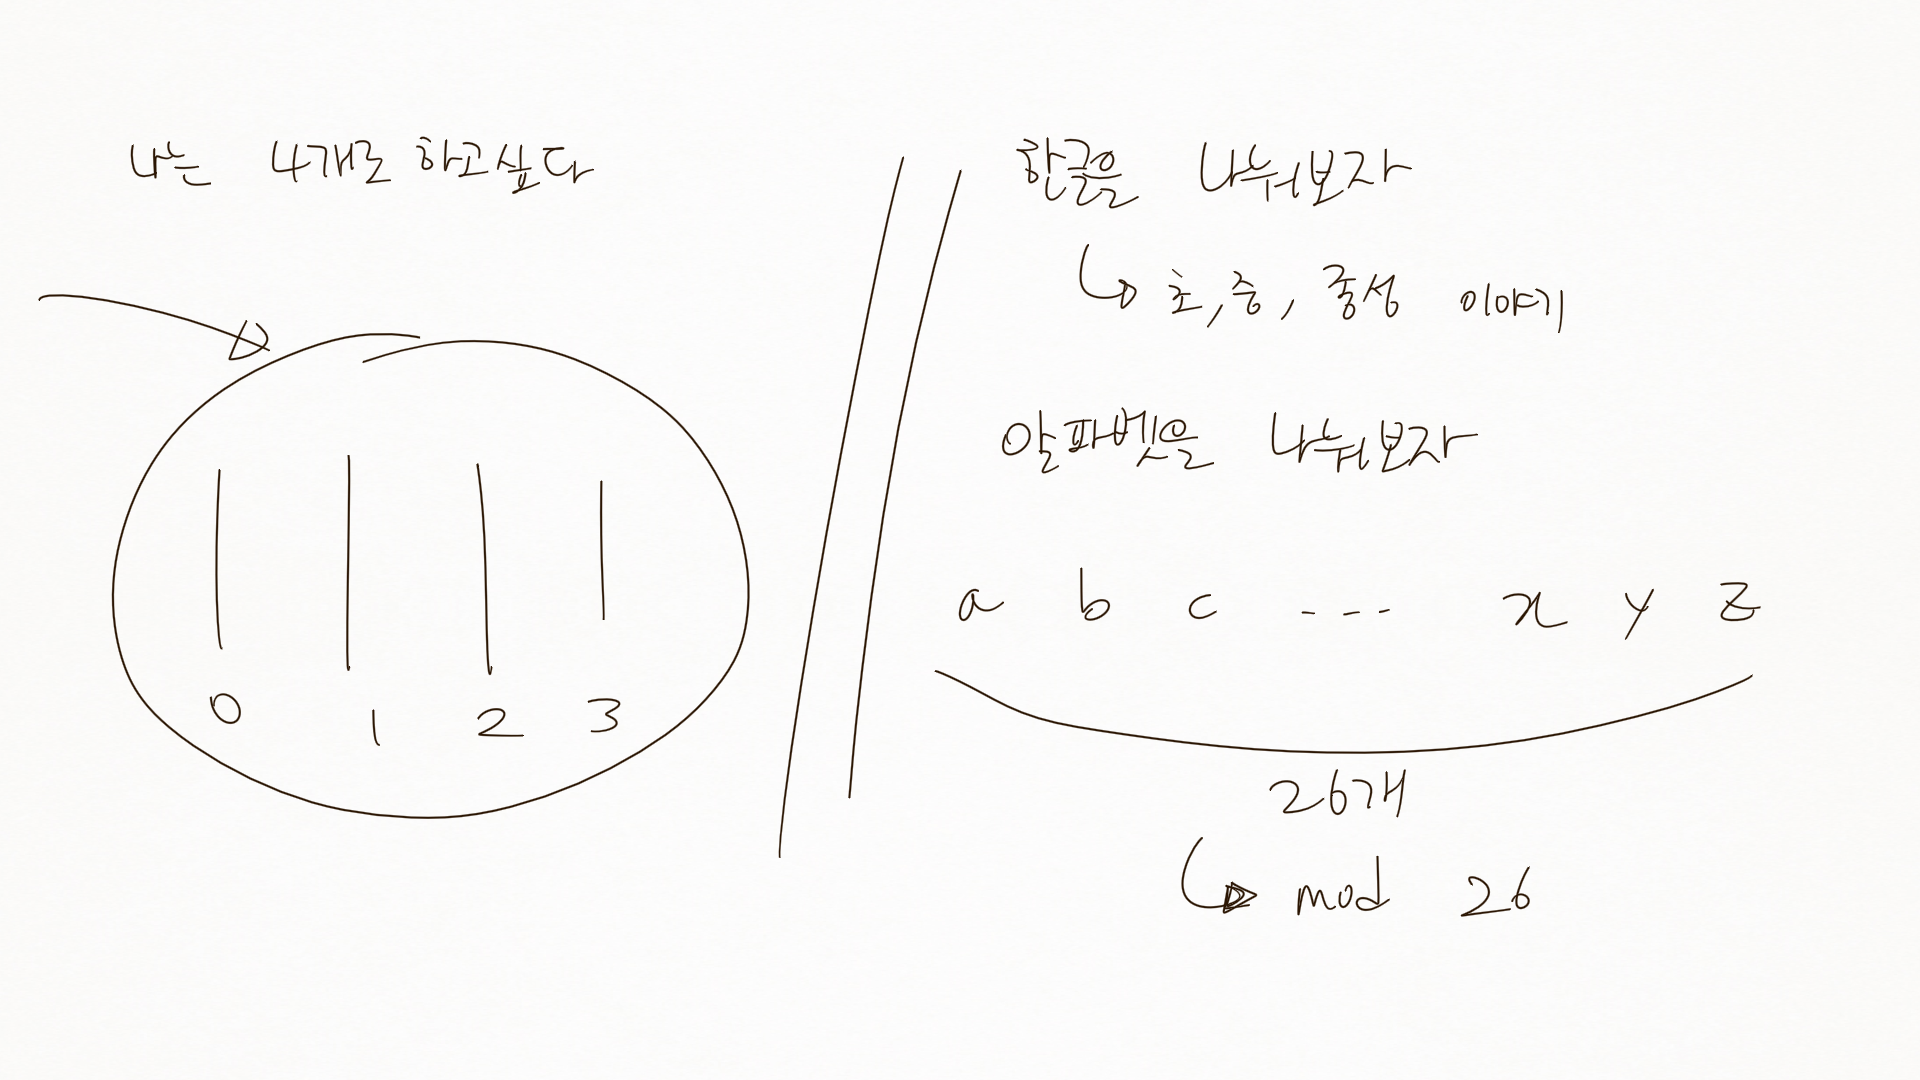 나는 4개로 하고싶다
0 1 2 3
한글을 나눠보자
초,중,종성 이야기
알파벳을 나눠보자
a b c --- x y z
26개
mod 26